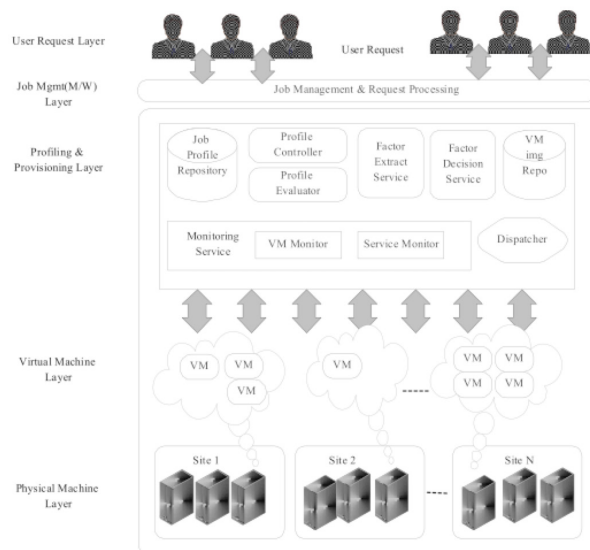 User Request Layer
User Request
Job Mgmt(M/W)
Layer
Job Management & Request Processing
Profiling &
Provisioning Layer
Job
Profile
Repository
Profile
Controller
Profile
Evaluator
Factor
Extract
Service
Factor
Decision
Service
VM
img
Repo
Monitoring
Service
VM Monitor
Service Monitor
Dispatcher
Virtual Machine
Layer
VM
VM
VM
VM
VM
VM
VM
VM
Physical Machine
Layer
Site 1
Site 2
Site N